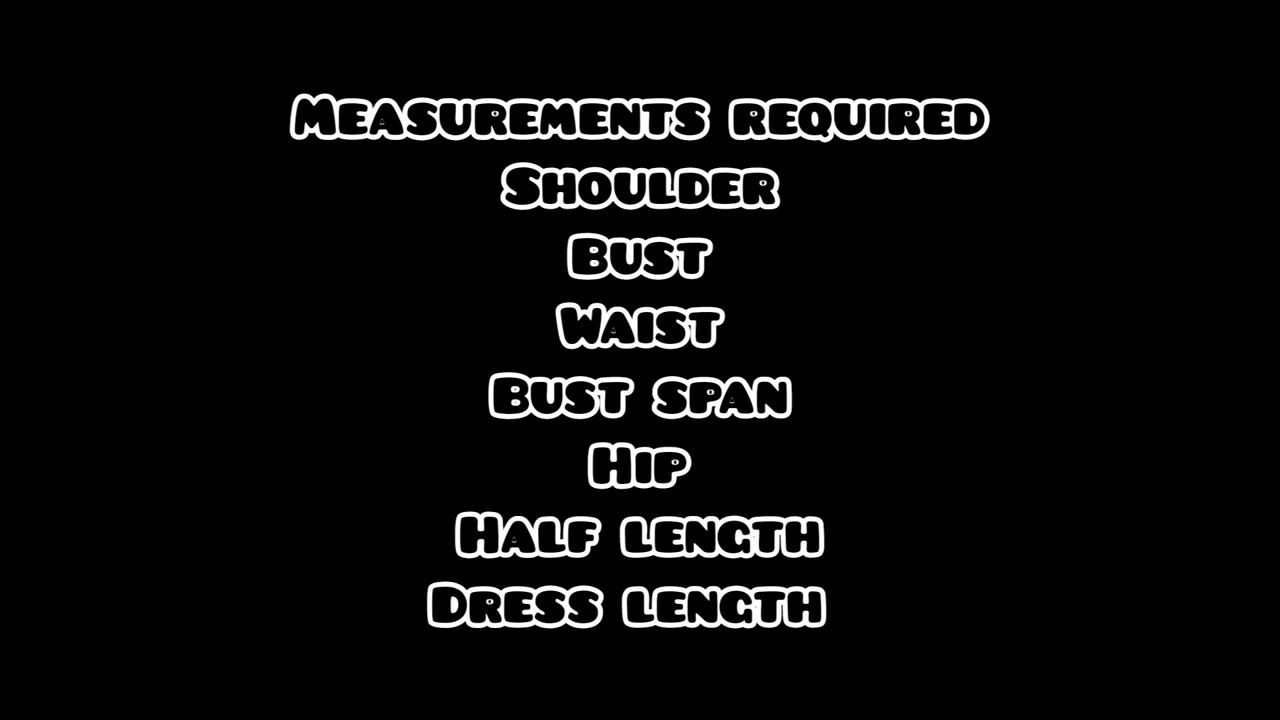 Measurements required
Shoulder
Bust
Waist
Bust span
Hip
Half length
Dress length